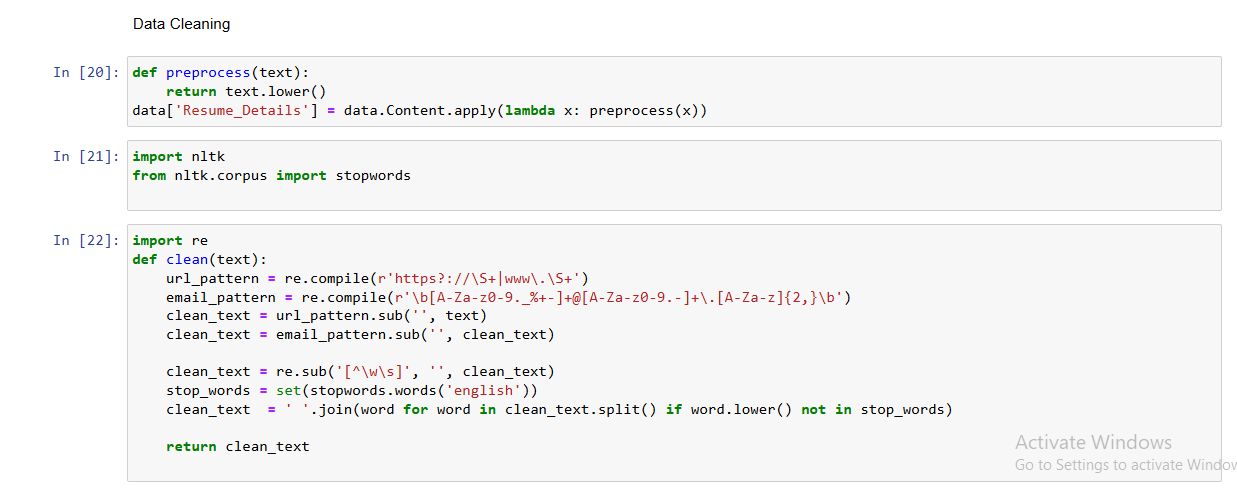 Data Cleaning
In [20]: def preprocess(text):
    return text.lower()
data['Resume_Details'] = data.Content.apply(lambda x: preprocess(x))
In [21]: import nltk
from nltk.corpus import stopwords
In [22]: import re
def clean(text):
    url_pattern = re.compile(r'https?://\S+|www\.\S+')
    email_pattern = re.compile(r'\b[A-Za-z0-9._%+-]+@[A-Za-z0-9.-]+\.[A-Za-z]{2,}\b')
    clean_text = url_pattern.sub('', text)
    clean_text = email_pattern.sub('', clean_text)
    clean_text = re.sub('[^\w\s]', '', clean_text)
    stop_words = set(stopwords.words('english'))
    clean_text  = ' '.join(word for word in clean_text.split() if word.lower() not in stop_words)
    return clean_text
Activate Windows
Go to Settings to activate Window